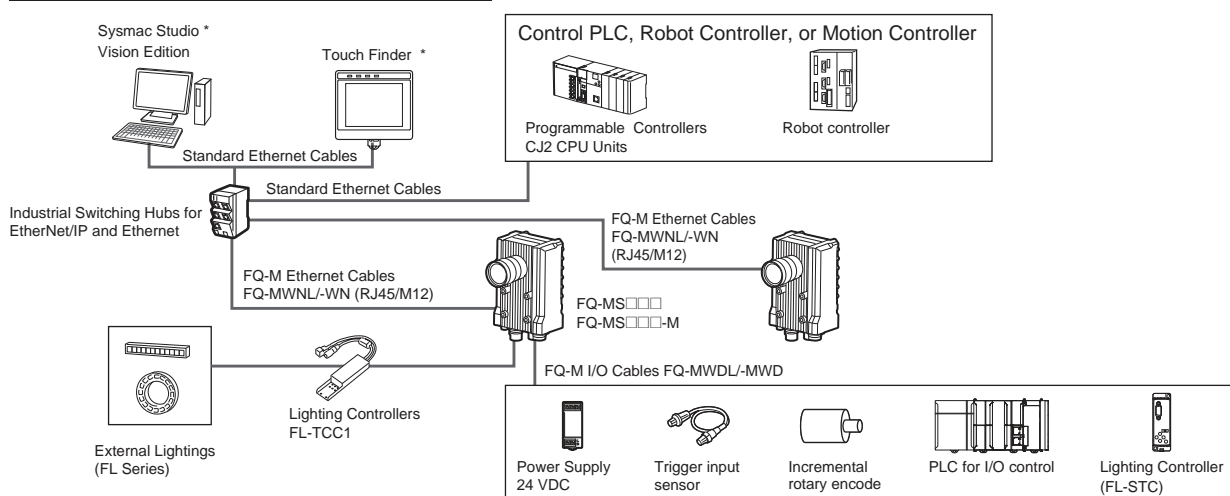 Sysmac Studio *
Vision Edition
Touch Finder *
Control PLC, Robot Controller, or Motion Controller
Programmable Controllers
CJ2 CPU Units
Robot controller
Standard Ethernet Cables
Standard Ethernet Cables
Industrial Switching Hubs for
EtherNet/IP and Ethernet
FQ-M Ethernet Cables
FQ-MWNL/-WN
(RJ45/M12)
FQ-M Ethernet Cables
FQ-MWNL/-WN (RJ45/M12)
FQ-MS□□□
FQ-MS□□□-M
FQ-M I/O Cables FQ-MWDL/-MWD
Lighting Controllers
FL-TCC1
External Lightings
(FL Series)
Power Supply
24 VDC
Trigger input
sensor
Incremental
rotary encode
PLC for I/O control
Lighting Controller
(FL-STC)